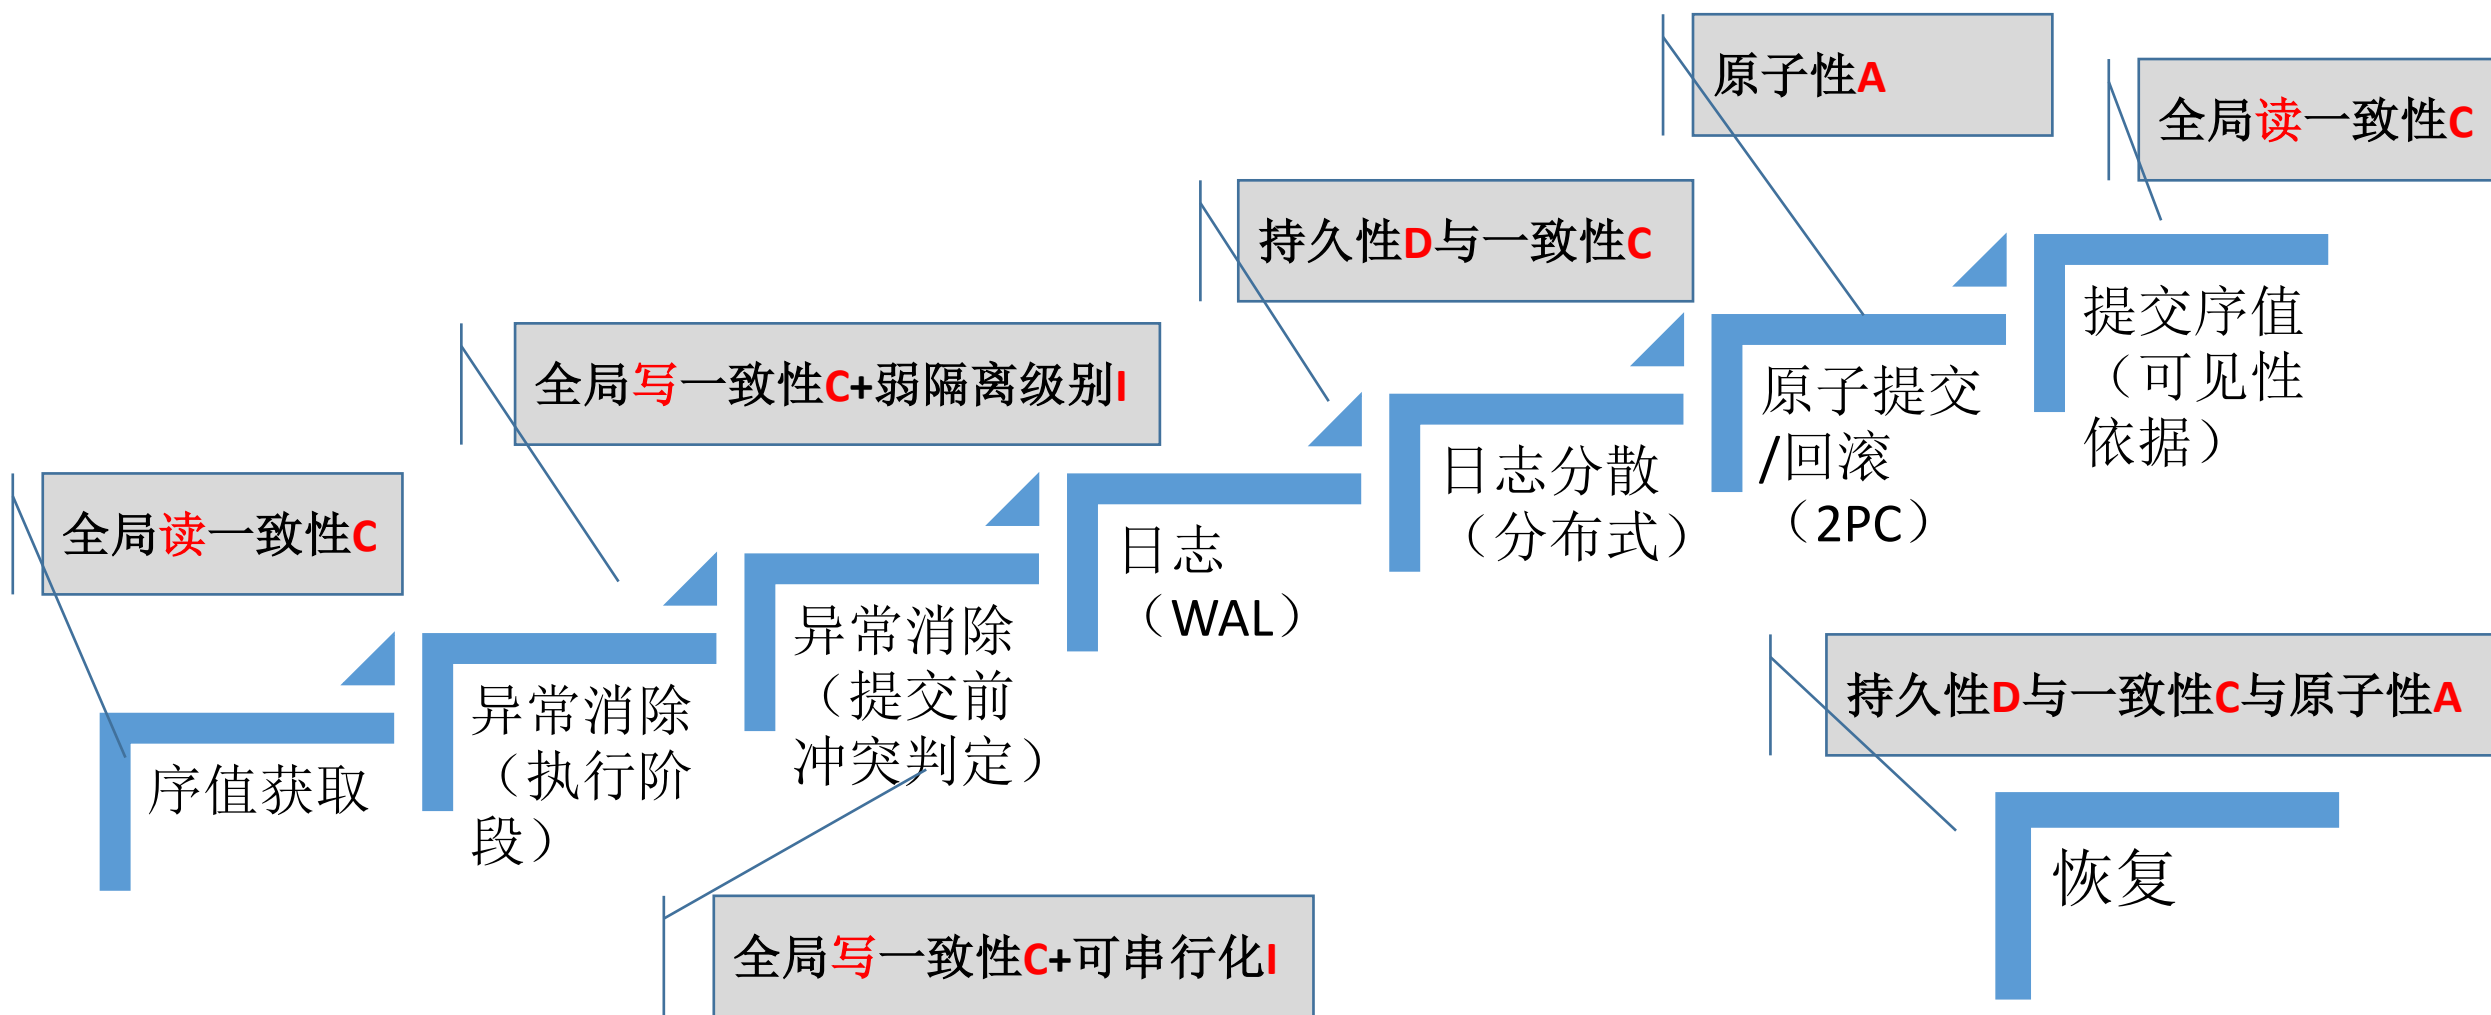 原子性A
全局读一致性C
持久性D与一致性C
全局写一致性C+弱隔离级别I
全局读一致性C
序值获取
异常消除
（执行阶
段）
异常消除
（提交前
冲突判定）
日志
（WAL）
日志分散
（分布式）
原子提交
/回滚
（2PC）
提交序值
（可见性
依据）
持久性D与一致性C与原子性A
恢复
全局写一致性C+可串行化I